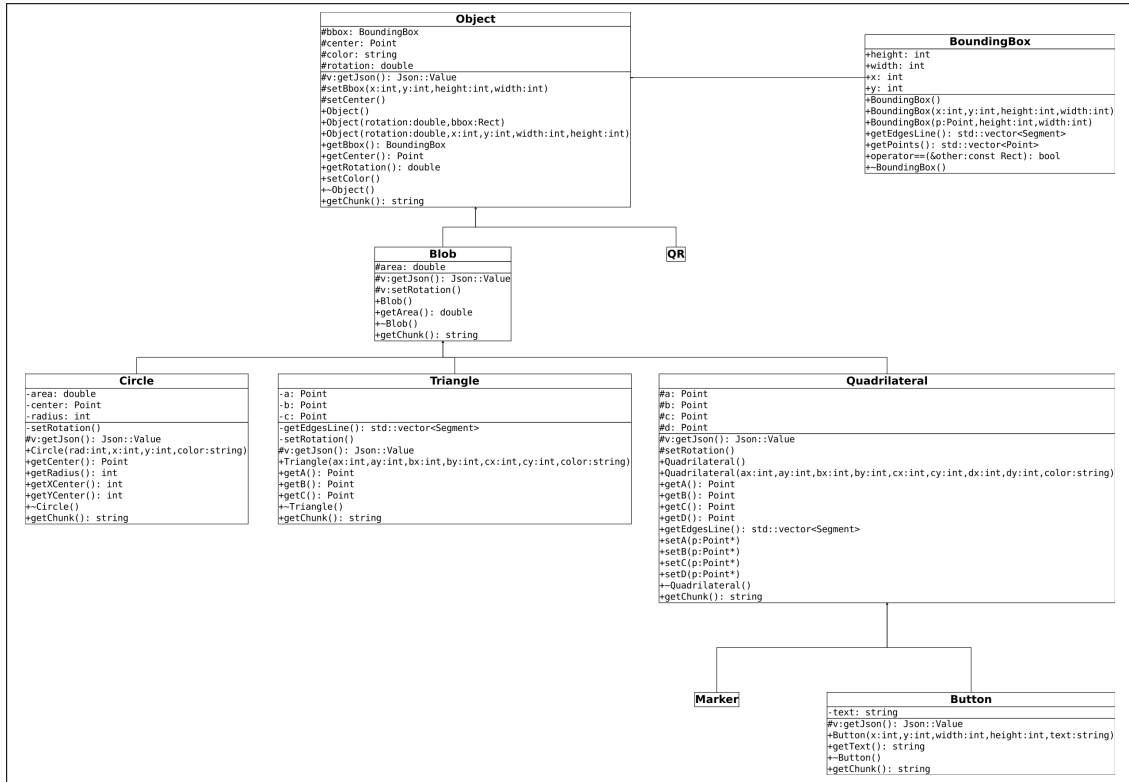 Object
#bbox: BoundingBox
#center: Point
#color: string
#rotation: double
#v:getJson(): Json::Value
#setBbox(x:int,y:int,height:int,width:int)
#setCenter()
+Object()
+Object(rotation:double,bbox:Rect)
+Object(rotation:double,x:int,y:int,width:int,height:int)
+getBbox(): BoundingBox
+getCenter(): Point
+getRotation(): double
+setColor()
+~Object()
+getChunk(): string
BoundingBox
+height: int
+width: int
+x: int
+y: int
+BoundingBox()
+BoundingBox(x:int,y:int,height:int,width:int)
+BoundingBox(p:Point,height:int,width:int)
+getEdgesLine(): std::vector<Segment>
+getPoints(): std::vector<Point>
+operator==(&other:const Rect): bool
+~BoundingBox()
Blob
#area: double
#v:getJson(): Json::Value
#v:setRotation()
+Blob()
+getArea(): double
+~Blob()
+getChunk(): string
QR
Circle
-area: double
-center: Point
-radius: int
-setRotation()
#v:getJson(): Json::Value
+Circle(rad:int,x:int,y:int,color:string)
+getCenter(): Point
+getRadius(): int
+getXCenter(): int
+getYCenter(): int
+~Circle()
+getChunk(): string
Triangle
-a: Point
-b: Point
-c: Point
-getEdgesLine(): std::vector<Segment>
-setRotation()
#v:getJson(): Json::Value
+Triangle(ax:int,ay:int,bx:int,by:int,cx:int,cy:int,color:string)
+getA(): Point
+getB(): Point
+getC(): Point
+~Triangle()
+getChunk(): string
Quadrilateral
#a: Point
#b: Point
#c: Point
#d: Point
#v:getJson(): Json::Value
#setRotation()
+Quadrilateral()
+Quadrilateral(ax:int,ay:int,bx:int,by:int,cx:int,cy:int,dx:int,dy:int,color:string)
+getA(): Point
+getB(): Point
+getC(): Point
+getD(): Point
+getEdgesLine(): std::vector<Segment>
+setA(p:Point*)
+setB(p:Point*)
+setC(p:Point*)
+setD(p:Point*)
+~Quadrilateral()
+getChunk(): string
Marker
Button
-text: string
#v:getJson(): Json::Value
+Button(x:int,y:int,width:int,height:int,text:string)
+getText(): string
+~Button()
+getChunk(): string